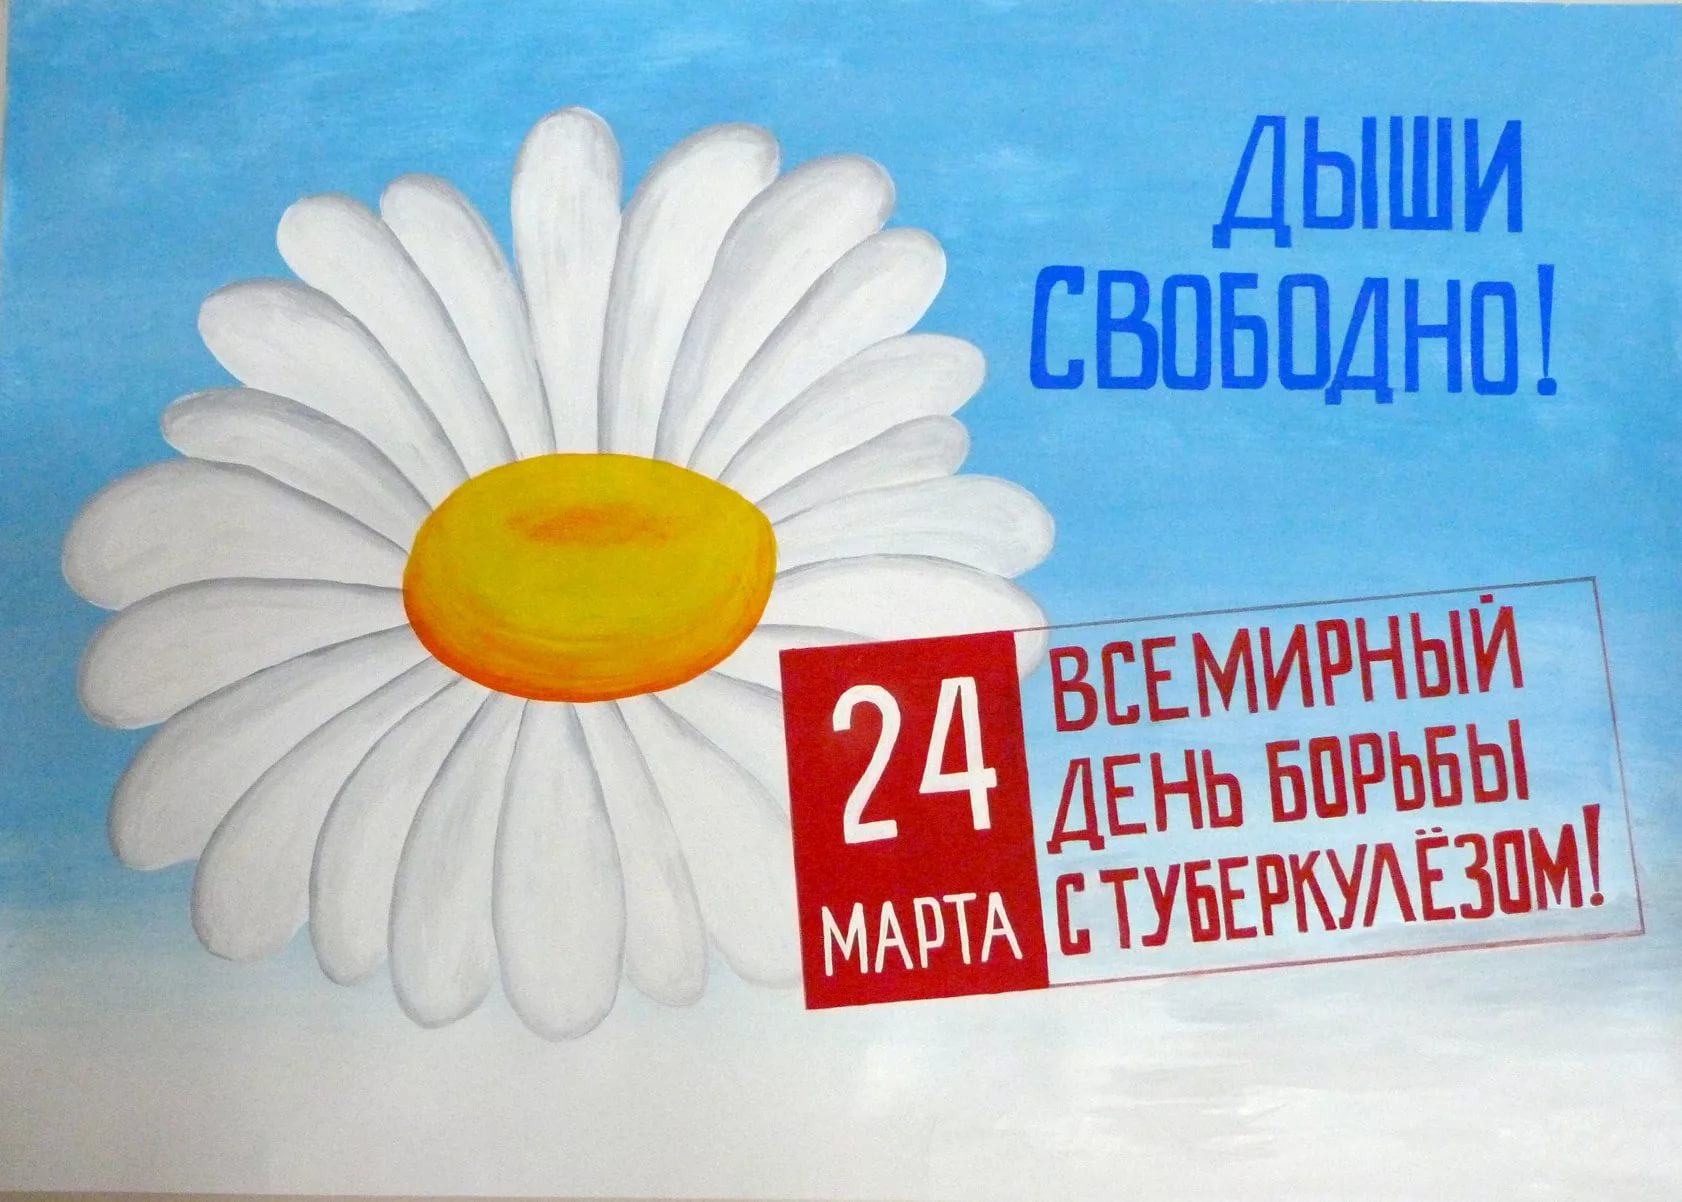 ДЫШИ
СВОБОДНО!
24
МАРТА
ВСЕМИРНЫЙ
ДЕНЬ БОРЬБЫ
С ТУБЕРКУЛЁЗОМ!